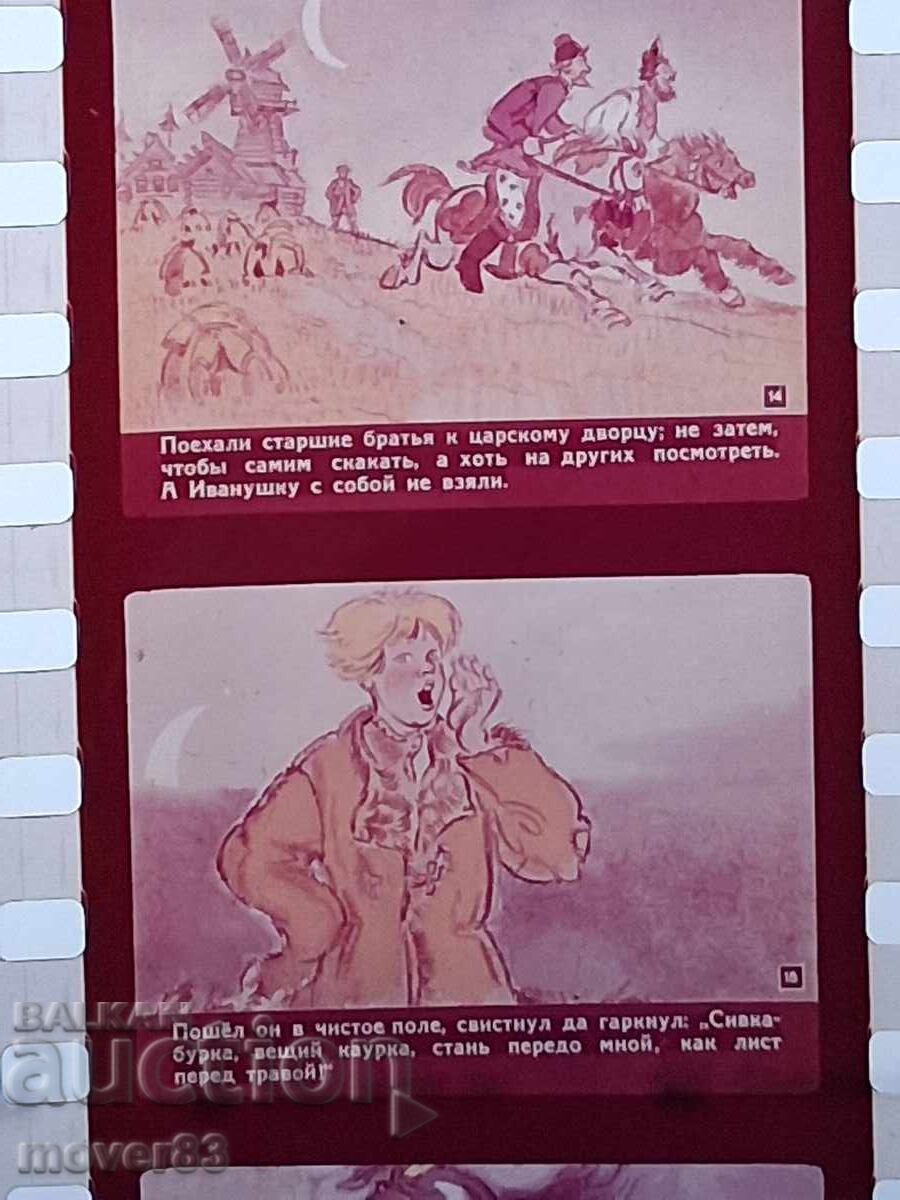 14
Поехали старшие братья к царскому дворцу; не затем,
чтобы самим скакать, а хоть на других посмотреть.
А Иванушку с собой не взяли.
15
Пошёл он в чистое поле, свистнул да гаркнул: „Сивка-
бурка, вещий каурка, стань передо мной, как лист
перед травой!“
BALKAN
auction
mover83